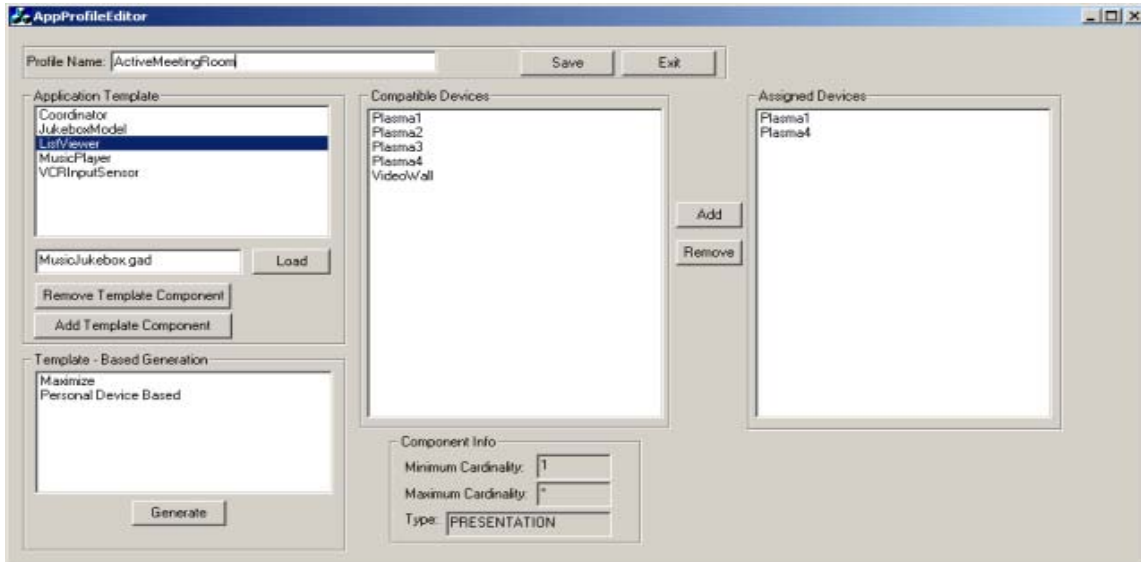 AppProfileEditor
Profile Name: ActiveMeetingRoom
Save
Exit
Application Template
Coordinator
JukeboxModel
ListViewer
MusicPlayer
VCRInputSensor
MusicJukebox.gad
Load
Remove Template Component
Add Template Component
Template - Based Generation
Maximize
Personal Device Based
Generate
Compatible Devices
Plasma1
Plasma2
Plasma3
Plasma4
VideoWall
Component Info
Minimum Cardinality: 1
Maximum Cardinality: *
Type: PRESENTATION
Add
Remove
Assigned Devices
Plasma1
Plasma4